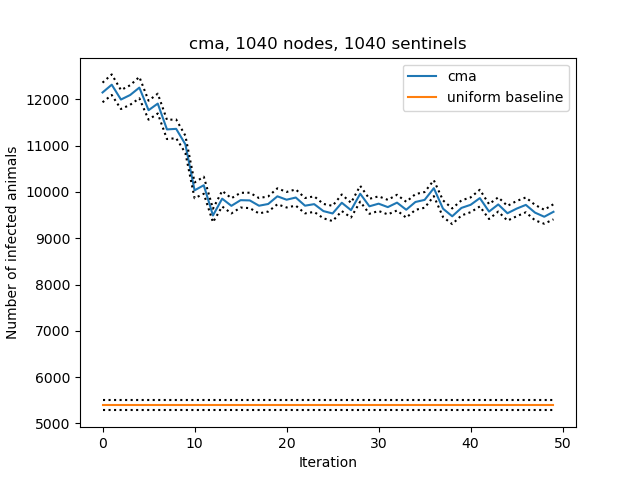 cma, 1040 nodes, 1040 sentinels
cma
uniform baseline
Number of infected animals
12000
11000
10000
9000
8000
7000
6000
5000
0 10 20 30 40 50
Iteration